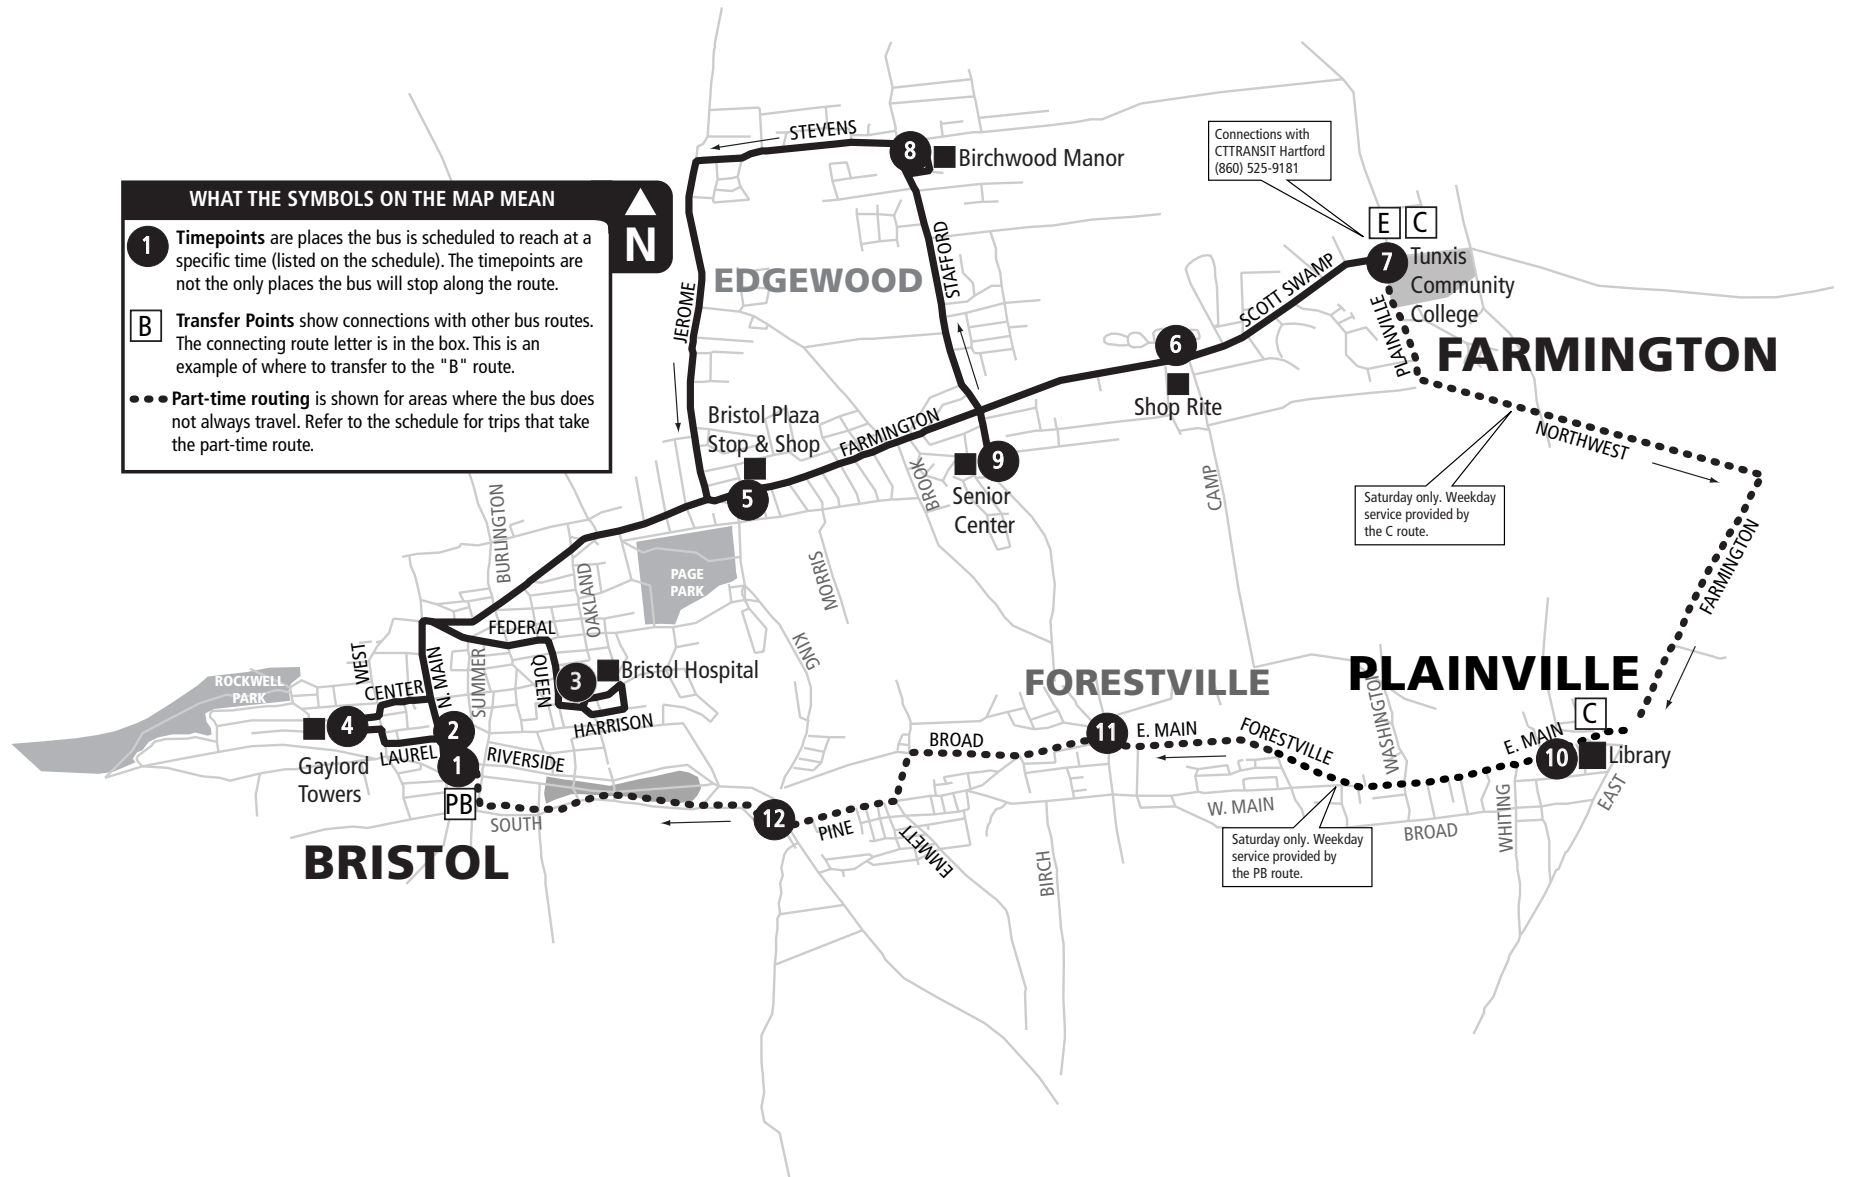 WHAT THE SYMBOLS ON THE MAP MEAN
N
1
Timepoints are places the bus is scheduled to reach at a
specific time (listed on the schedule). The timepoints are
not the only places the bus will stop along the route.
B
Transfer Points show connections with other bus routes.
The connecting route letter is in the box. This is an
example of where to transfer to the "B" route.
Part-time routing is shown for areas where the bus does
not always travel. Refer to the schedule for trips that take
the part-time route.
STEVENS
8
Birchwood Manor
Connections with
CTTRANSIT Hartford
(860) 525-9181
E
C
7
Tunxis
Community
College
EDGEWOOD
STAFFORD
JEROME
SCOTT SWAMP
PLAINVILLE
FARMINGTON
6
Shop Rite
Bristol Plaza
Stop & Shop
5
FARMINGTON
BROOK
9
Senior
Center
CAMP
NORTHWEST
Saturday only. Weekday
service provided by
the C route.
FARMINGTON
BURLINGTON
OAKLAND
PAGE
PARK
MORRIS
KING
FEDERAL
WEST
N. MAIN
SUMMER
QUEEN
3
Bristol Hospital
HARRISON
ROCKWELL
PARK
CENTER
4
2
LAUREL
1
RIVERSIDE
Gaylord
Towers
PB
SOUTH
BRISTOL
12
PINE
EMMETT
BROAD
FORESTVILLE
11
E. MAIN
FORESTVILLE
BIRCH
W. MAIN
Saturday only. Weekday
service provided by
the PB route.
PLAINVILLE
WASHINGTON
C
E. MAIN
10
Library
EAST
WHITING
BROAD